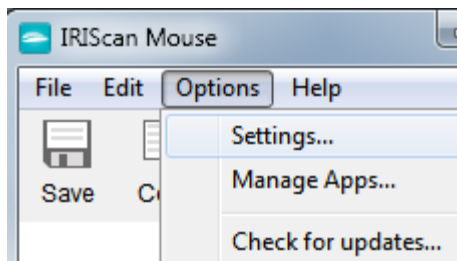 IRIScan Mouse
File Edit Options Help
Settings...
Save
Manage Apps...
Check for updates...